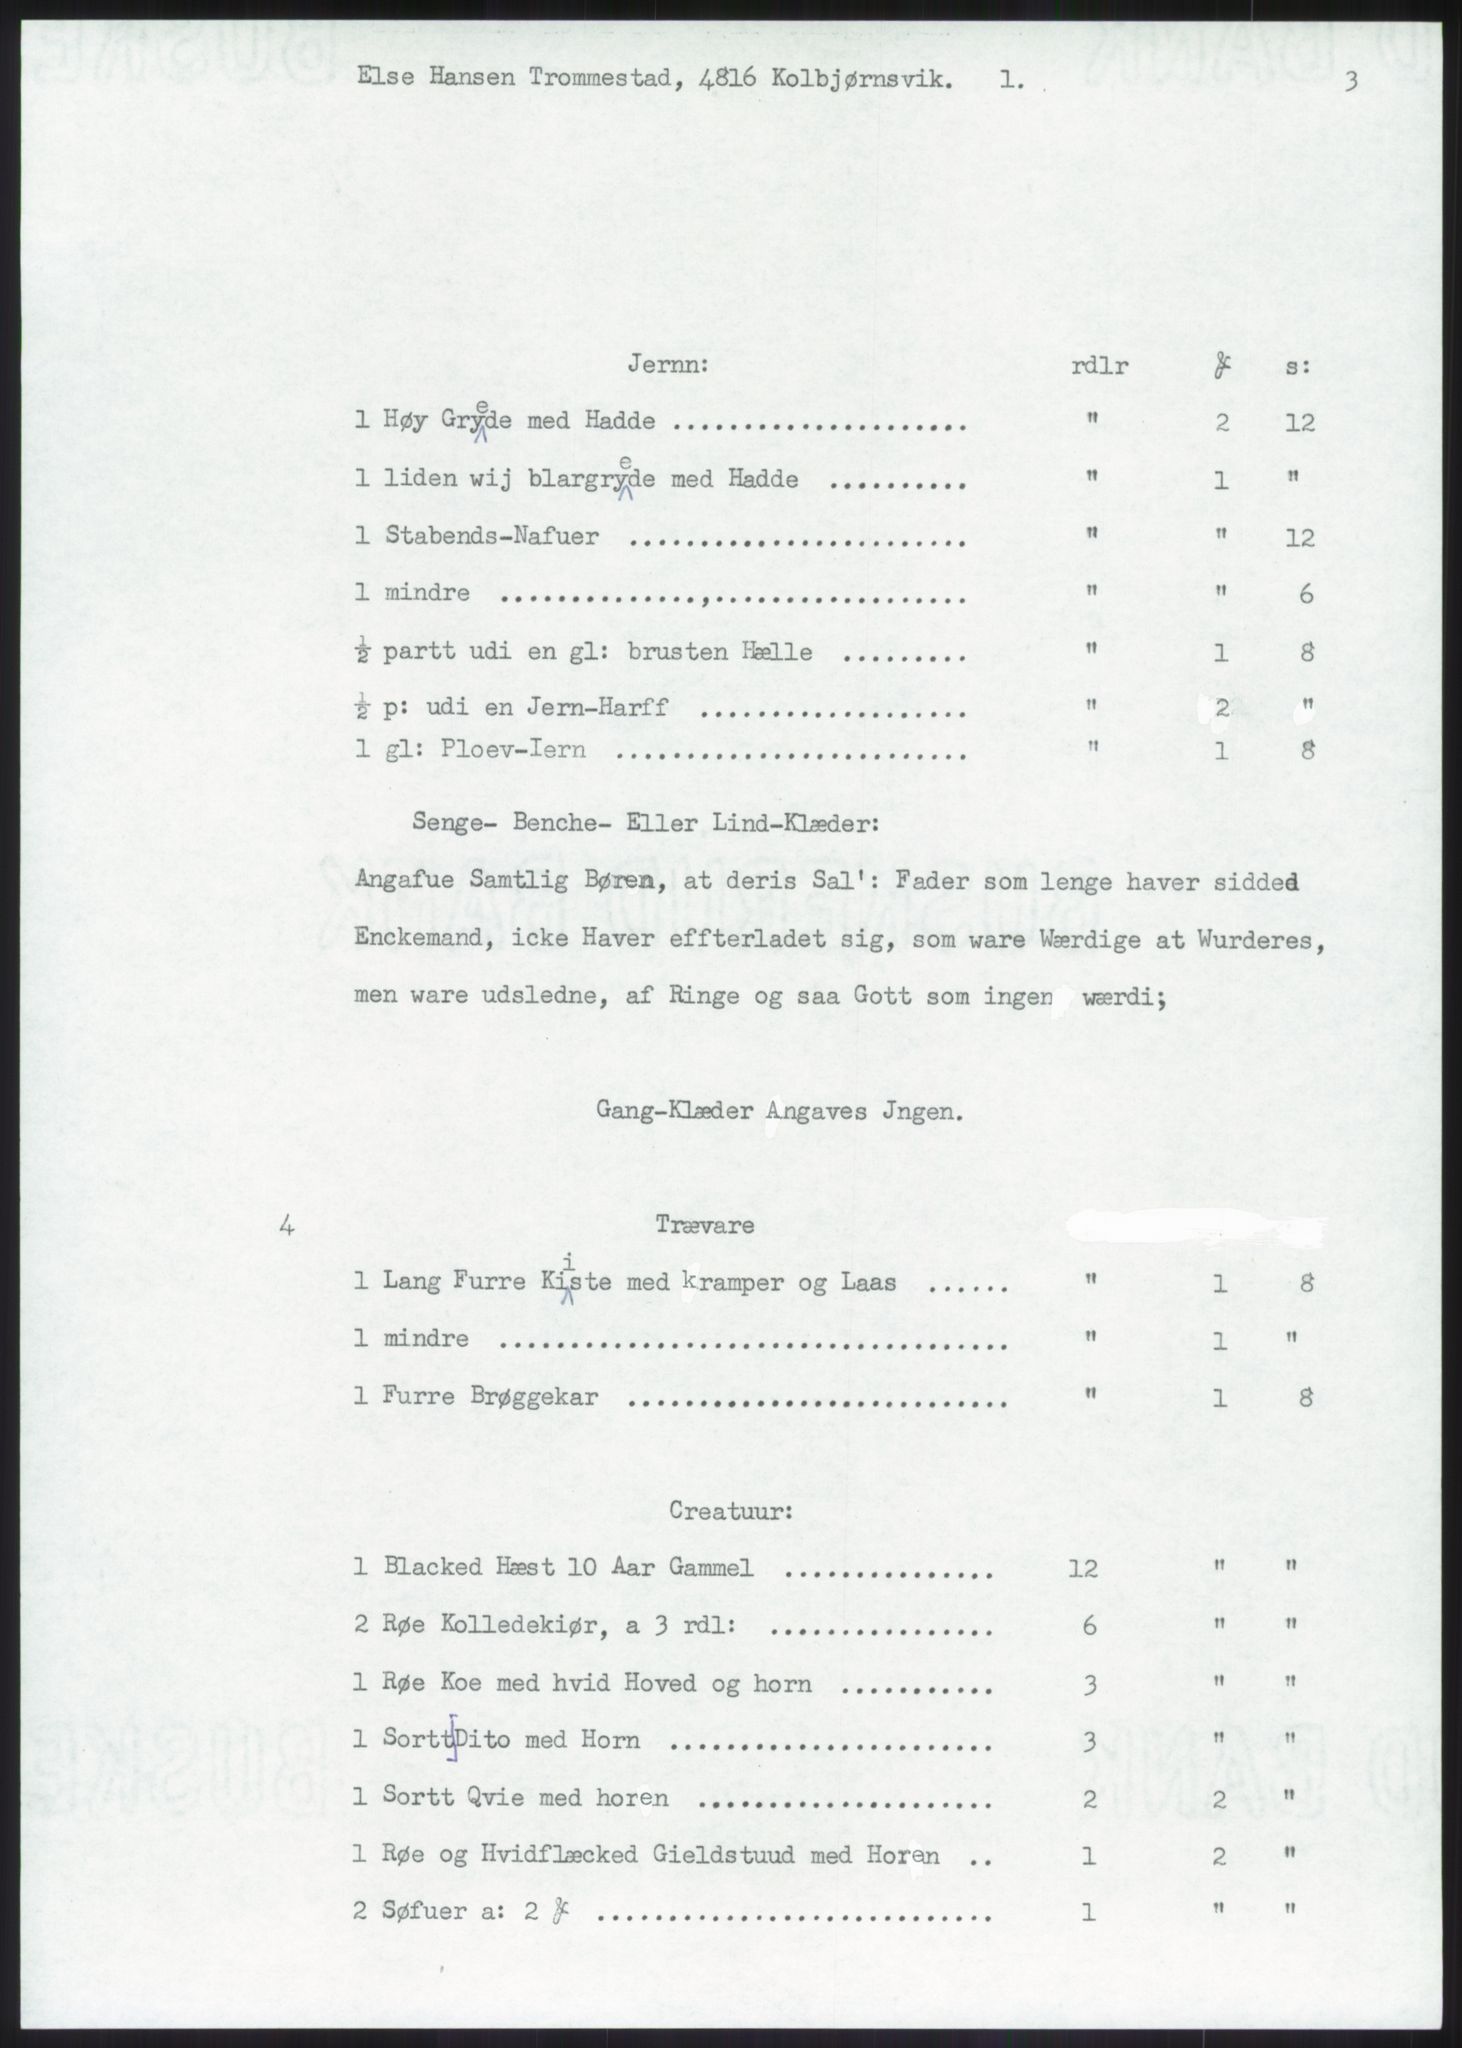 Else Hansen Trommestad, 4816 Kolbjørnsvik. 1. 3
Jernn: rdlr ꝟ s:
1 Høy Gryede med Hadde ..................... " 2 12
1 liden wij blargryede med Hadde .......... " 1 "
1 Stabends-Nafuer ........................ " " 12
1 mindre ..............,.................. " " 6
½ partt udi en gl: brusten Hælle ......... " 1 8
½ p: udi en Jern-Harff ................... " 2 "
1 gl: Ploev-Iern ......................... " 1 8
Senge- Benche- Eller Lind-Klæder:
Angafue Samtlig Børen, at deris Sal': Fader som lenge haver sidded
Enckemand, icke Haver effterladet sig, som ware Værdige at Wurderes,
men ware udsledne, af Ringe og saa Gott som ingen værdi;
Gang-Klæder Angaves Jngen.
4 Trævare
1 Lang Furre Kiiste med kramper og Laas ...... " 1 8
1 mindre .................................... " 1 "
1 Furre Brøggekar ........................... " 1 8
Creatuur:
1 Blacked Hæst 10 Aar Gammel ............... 12 " "
2 Røe Kolledekiør, a 3 rdl: ................ 6 " "
1 Røe Koe med hvid Hoved og horn ........... 3 " "
1 Sortt Dito med Horn ....................... 3 " "
1 Sortt Qvie med horen ..................... 2 2 "
1 Røe og Hvidflæcked Gieldstuud med Horen .. 1 2 "
2 Søfuer a: 2 ꝟ ............................ 1 " "